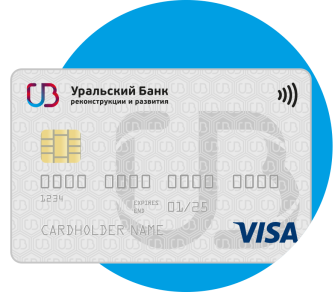 Уральский Банк
реконструкции и развития
0000 0000 0000 0000
1234
EXPIRES
END
01/25
CARDHOLDER NAME
VISA